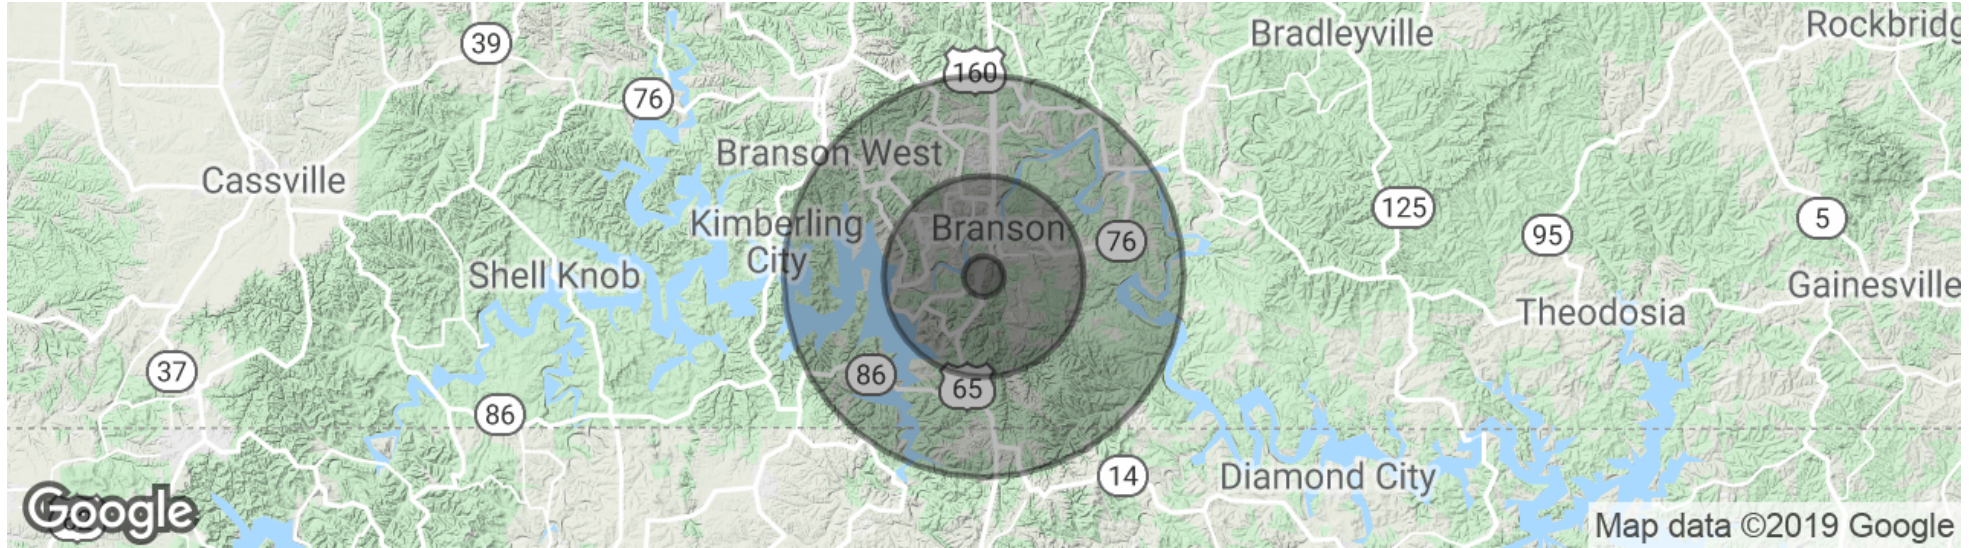 Rockbridg
Bradleyville
39
160
76
Branson West
Cassville
125
5
Kimberling
City
Branson
76
95
Shell Knob
Gainesville
Theodosia
37
86
65
86
14
Diamond City
Google
Map data ©2019 Google